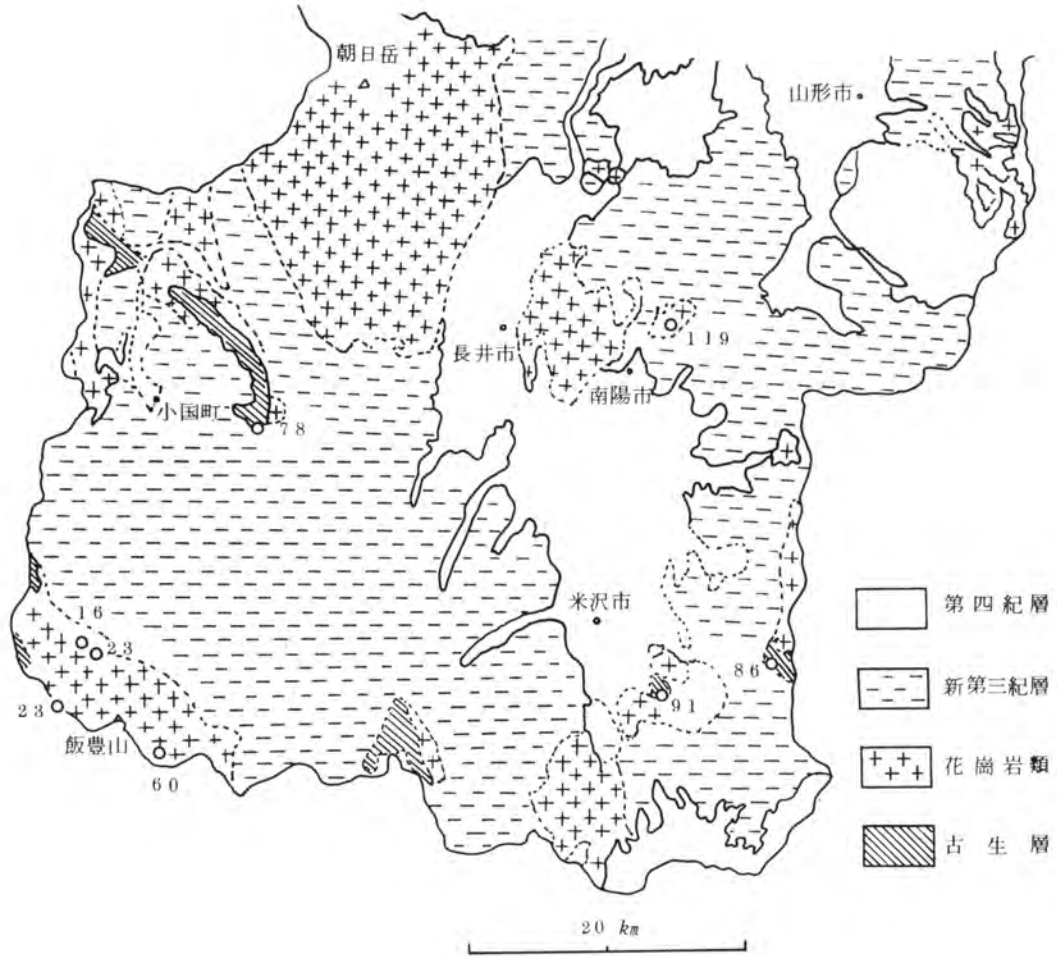 朝日岳
山形市
119
長井市
南陽市
小国町
78
米沢市
16
23
86
91
23
飯豊山
60
第四紀層
新第三紀層
花崗岩類
古生層
20 km